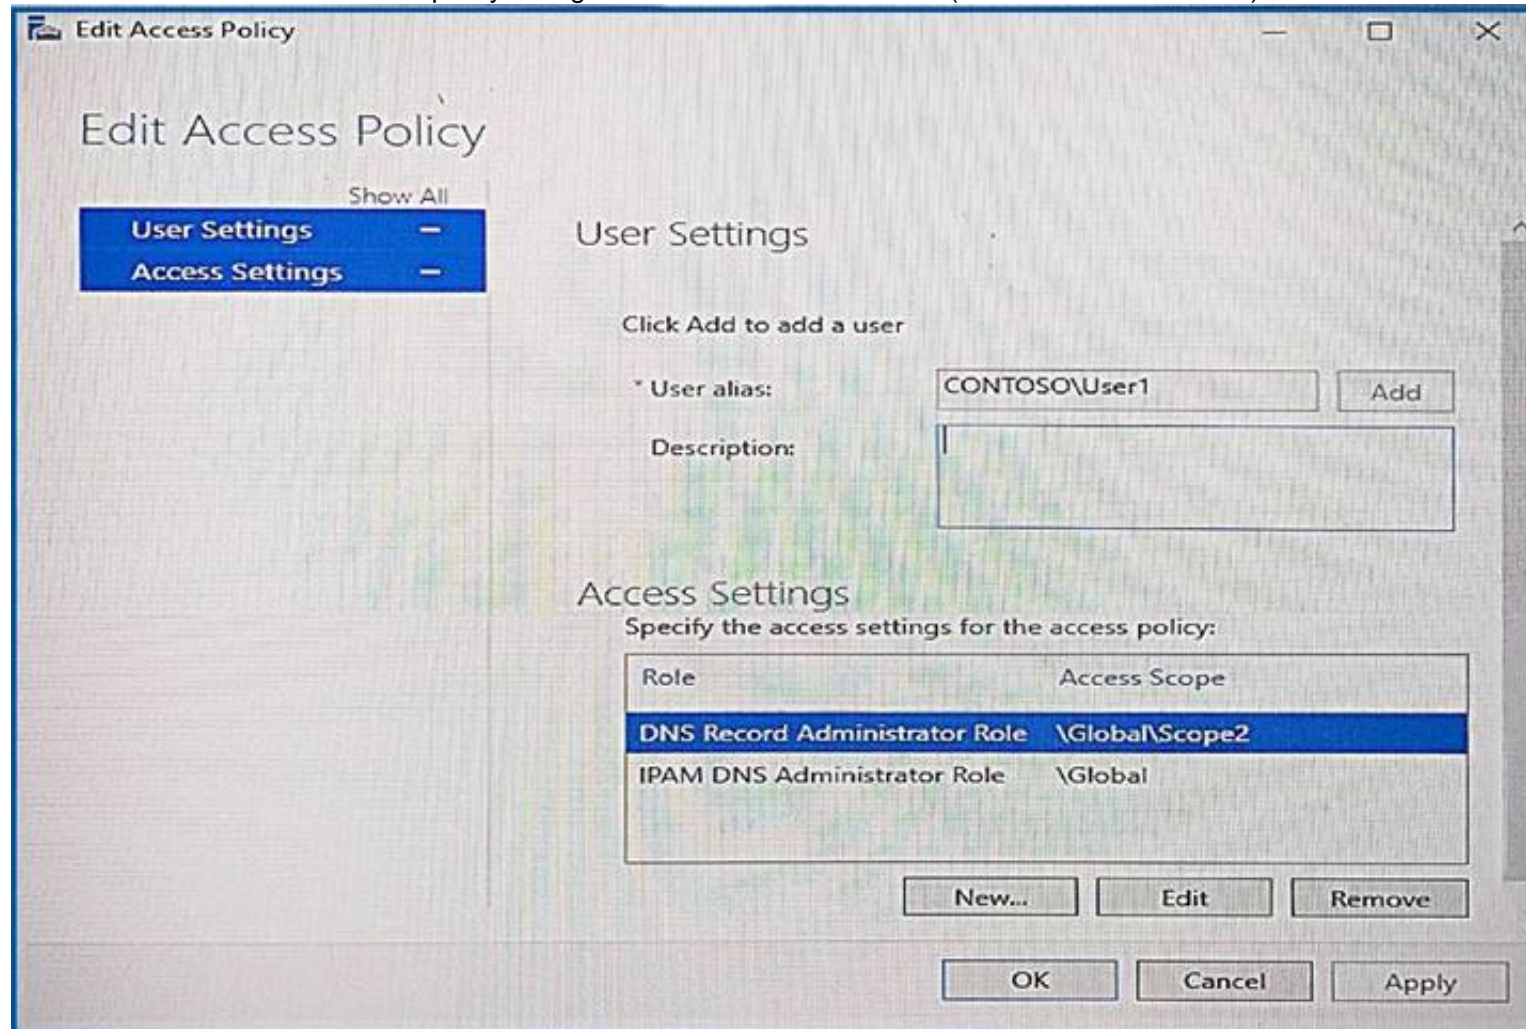 Edit Access Policy
Edit Access Policy
Show All
User Settings
Access Settings
User Settings
Click Add to add a user
* User alias: CONTOSO\User1 Add
Description:
Access Settings
Specify the access settings for the access policy:
Role Access Scope
DNS Record Administrator Role \Global\Scope2
IPAM DNS Administrator Role \Global
New... Edit Remove
OK Cancel Apply